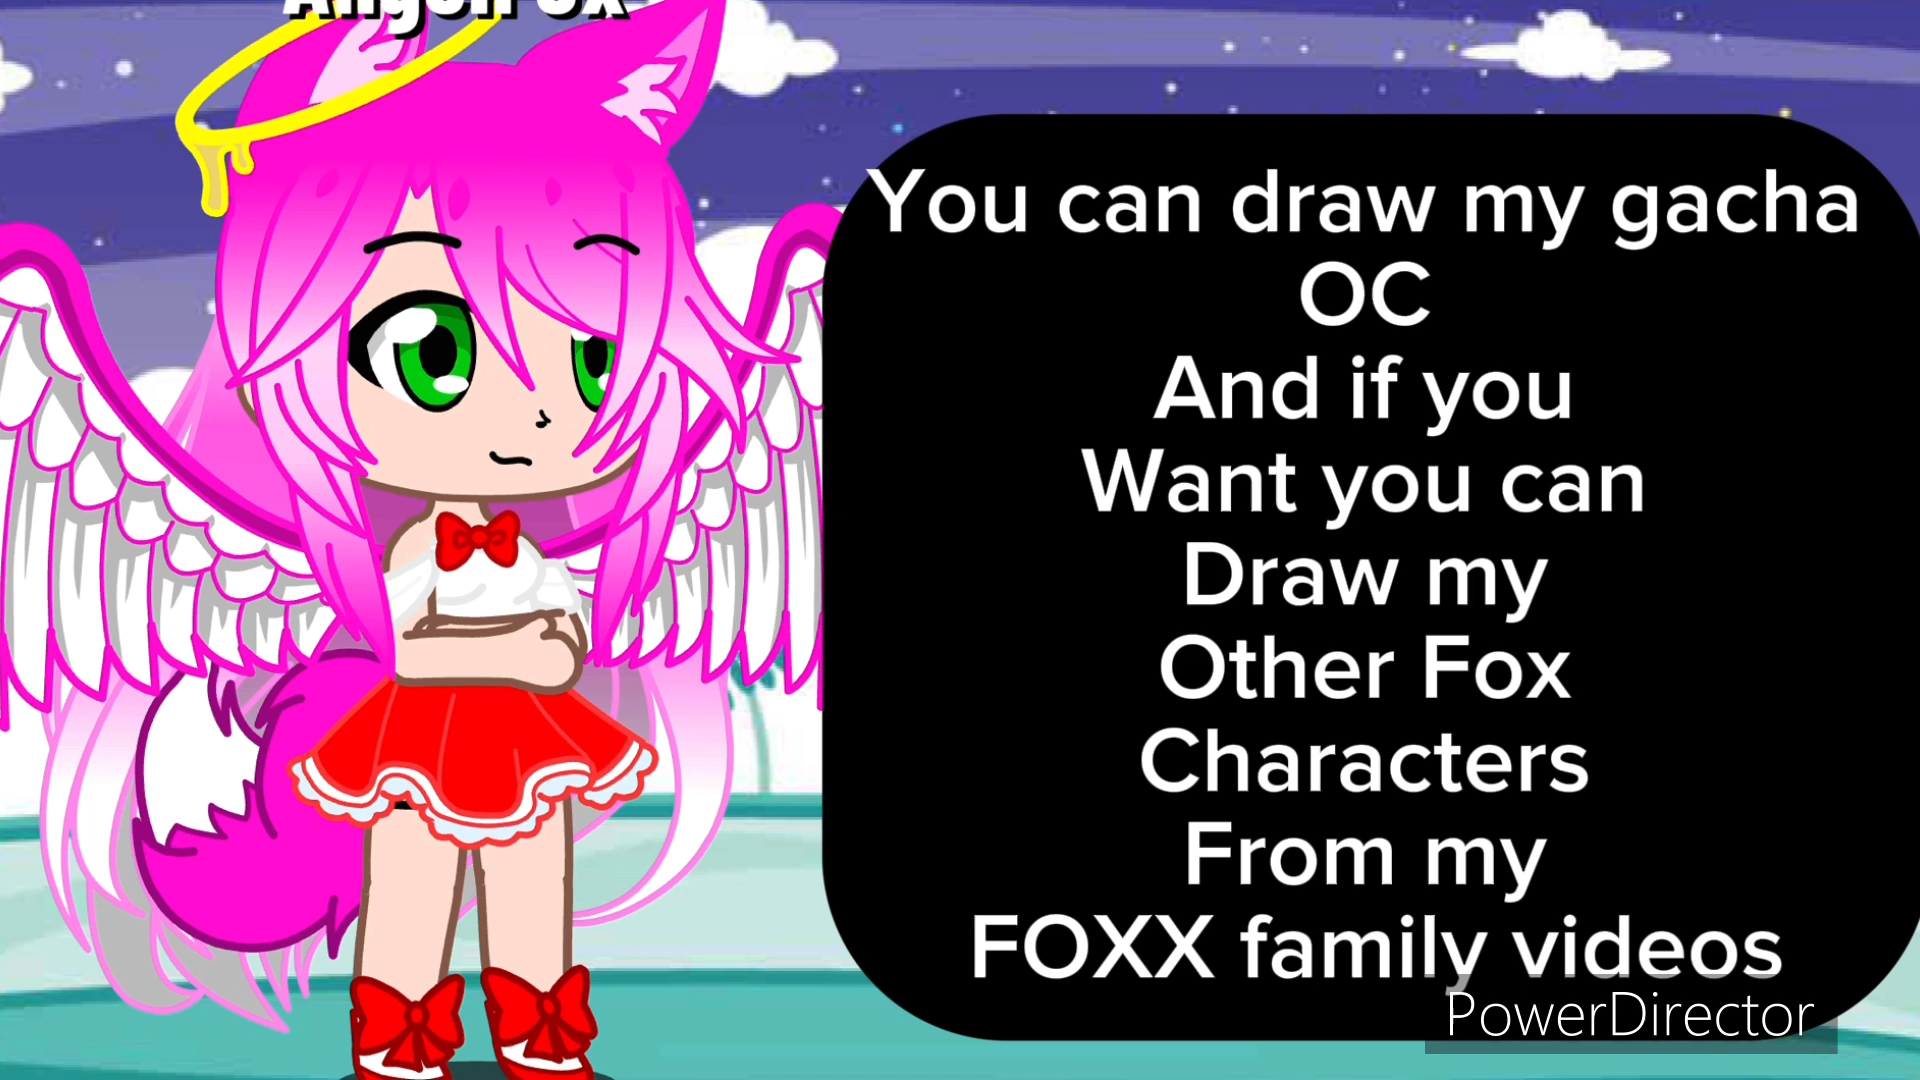 You can draw my gacha
OC
And if you
Want you can
Draw my
Other Fox
Characters
From my
FOXX family videos
PowerDirector